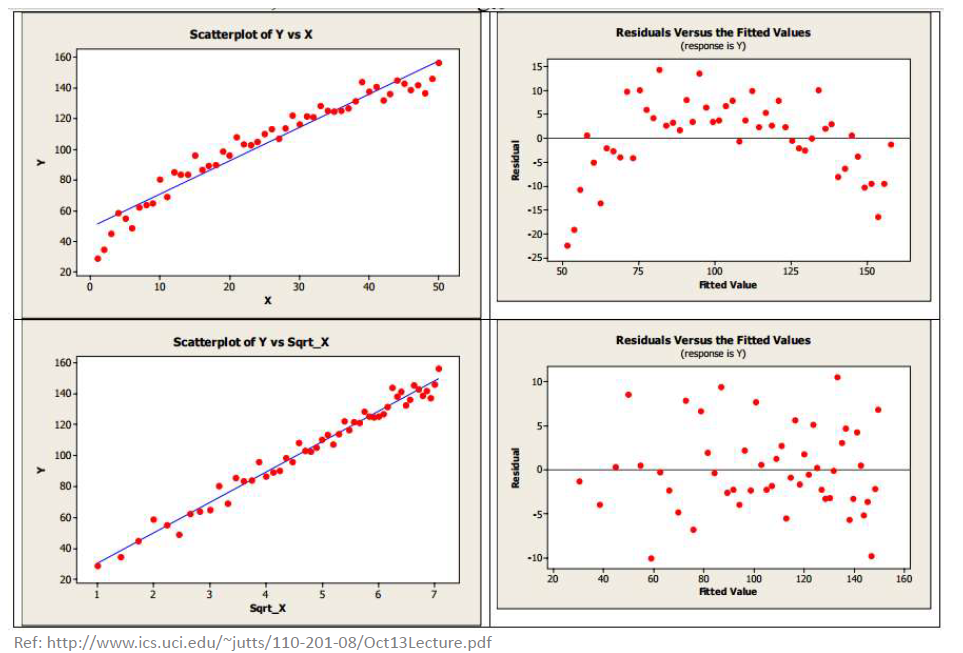 Scatterplot of Y vs X
160
140
120
100
80
60
40
20
Y
0 10 20 30 40 50
X
Residuals Versus the Fitted Values
(response is Y)
15
10
5
0
-5
-10
-15
-20
-25
Residual
50 75 100 125 150
Fitted Value
Scatterplot of Y vs Sqrt_X
160
140
120
100
80
60
40
20
Y
1 2 3 4 5 6 7
Sqrt_X
Residuals Versus the Fitted Values
(response is Y)
10
5
0
-5
-10
Residual
20 40 60 80 100 120 140 160
Fitted Value
Ref: http://www.ics.uci.edu/~jutts/110-201-08/Oct13Lecture.pdf